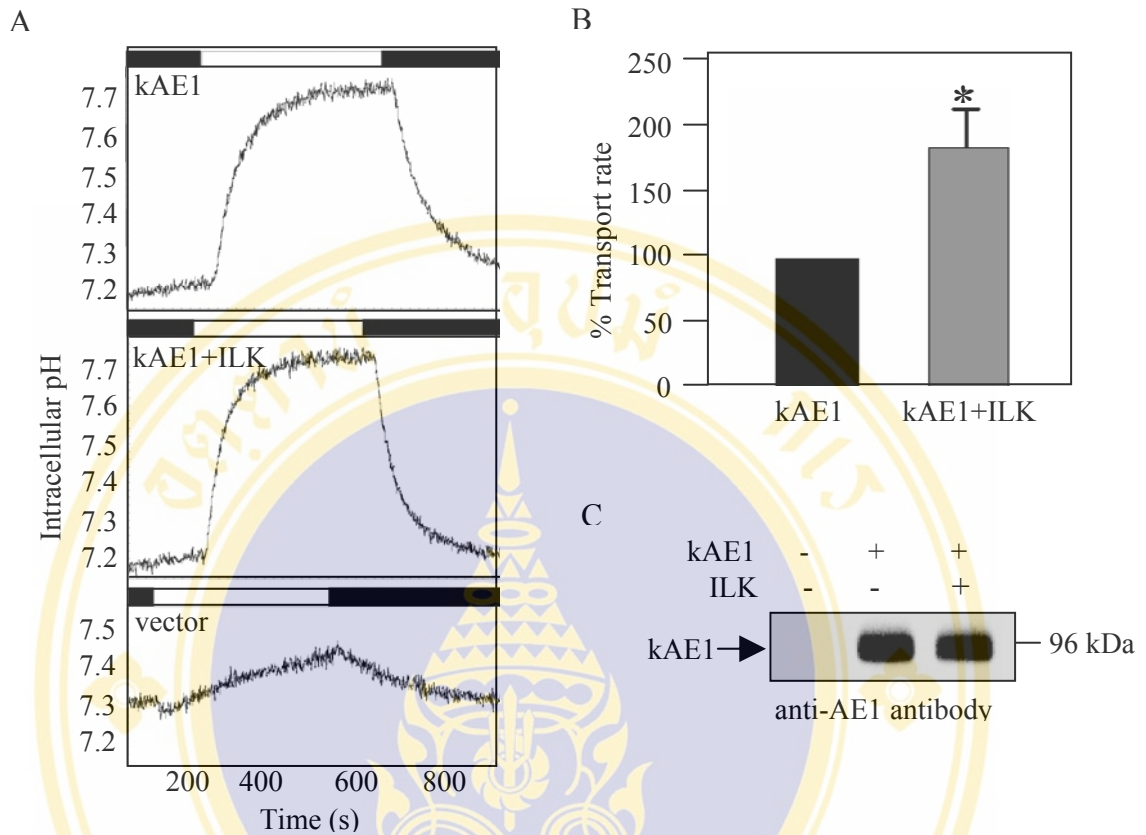 A
kAE1
7.7
7.6
7.5
7.4
7.3
7.2
kAE1+ILK
7.7
7.6
7.5
7.4
7.3
7.2
vector
7.5
7.4
7.3
7.2
Intracellular pH
200 400 600 800
Time (s)
B
250
200
150
100
50
0
% Transport rate
*
kAE1 kAE1+ILK
C
kAE1 - + +
ILK - - +
kAE1
96 kDa
anti-AE1 antibody